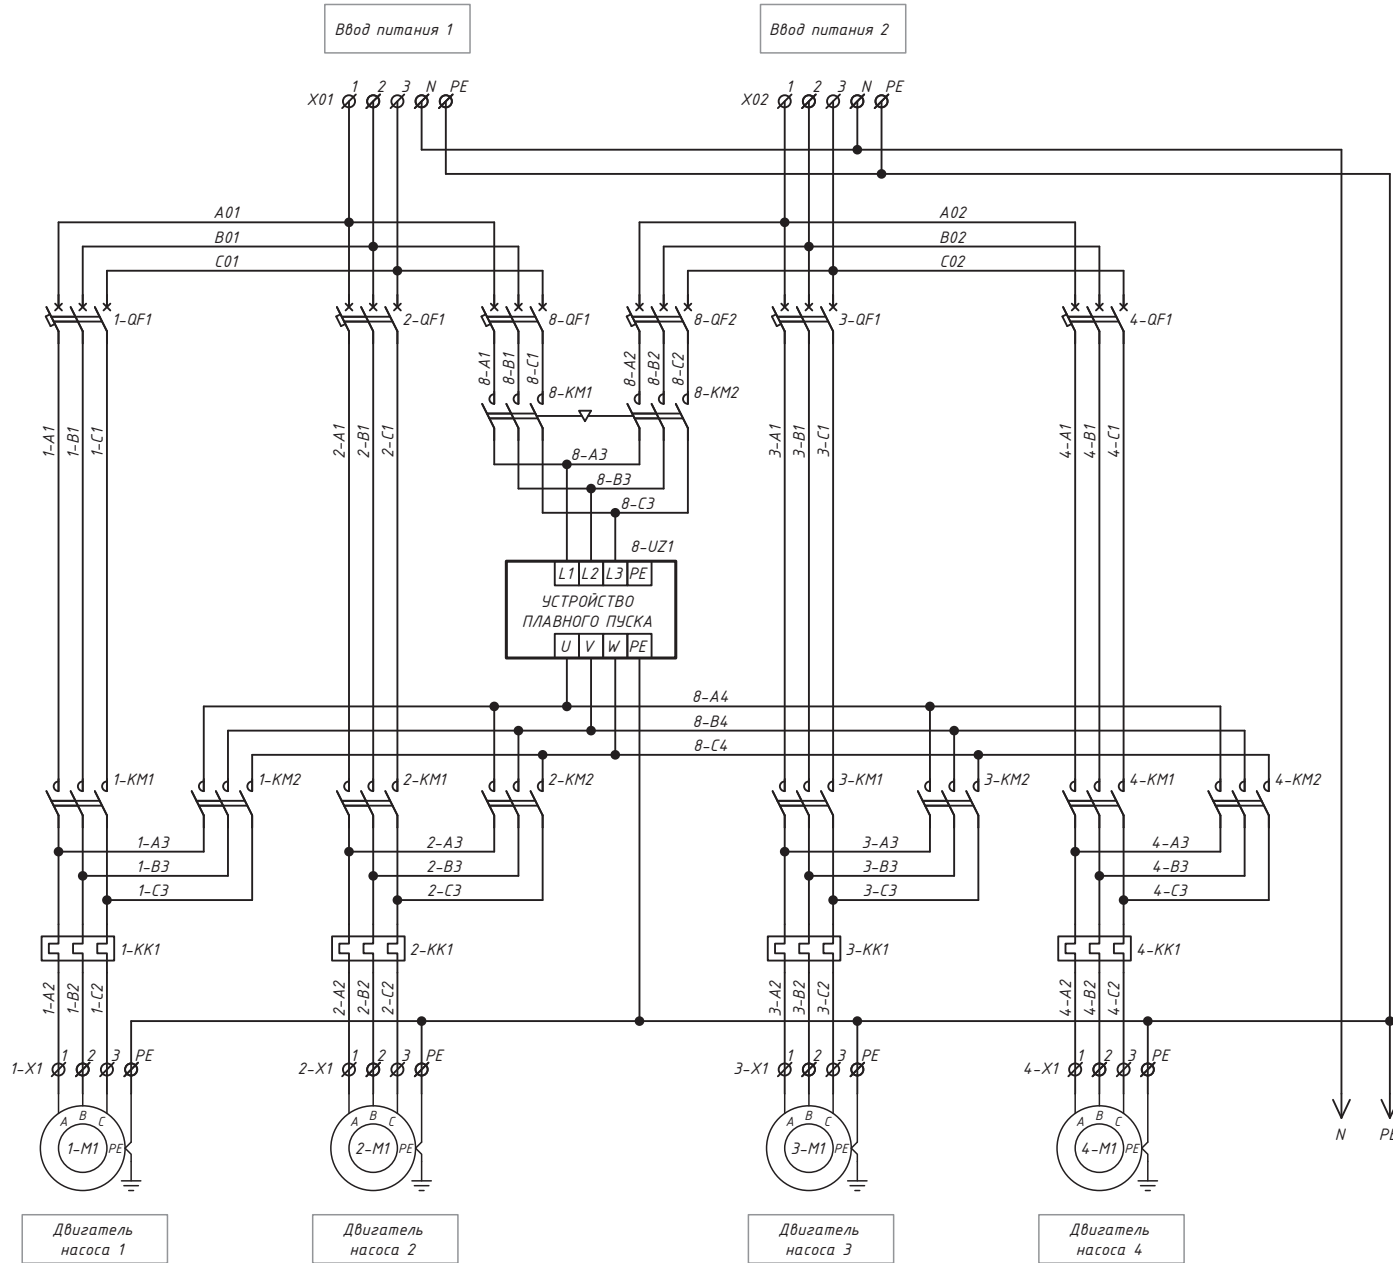 Ввод питания 1
Ввод питания 2
X01 1 2 3 N PE
X02 1 2 3 N PE
A01
A02
B01
B02
C01
C02
1-QF1
2-QF1
8-QF1
8-QF2
3-QF1
4-QF1
8-A1
8-B1
8-C1
8-A2
8-B2
8-C2
8-KM1
8-KM2
1-A1
1-B1
1-C1
2-A1
2-B1
2-C1
3-A1
3-B1
3-C1
4-A1
4-B1
4-C1
8-A3
8-B3
8-C3
8-UZ1
L1 L2 L3 PE
УСТРОЙСТВО
ПЛАВНОГО ПУСКА
U V W PE
8-A4
8-B4
8-C4
1-KM1
1-KM2
2-KM1
2-KM2
3-KM1
3-KM2
4-KM1
4-KM2
1-A3
2-A3
3-A3
4-A3
1-B3
2-B3
3-B3
4-B3
1-C3
2-C3
3-C3
4-C3
1-KK1
2-KK1
3-KK1
4-KK1
1-A2
1-B2
1-C2
2-A2
2-B2
2-C2
3-A2
3-B2
3-C2
4-A2
4-B2
4-C2
1-X1 1 2 3 PE
2-X1 1 2 3 PE
3-X1 1 2 3 PE
4-X1 1 2 3 PE
A B C
1-M1 PE
A B C
2-M1 PE
A B C
3-M1 PE
A B C
4-M1 PE
N
PE
Двигатель
насоса 1
Двигатель
насоса 2
Двигатель
насоса 3
Двигатель
насоса 4